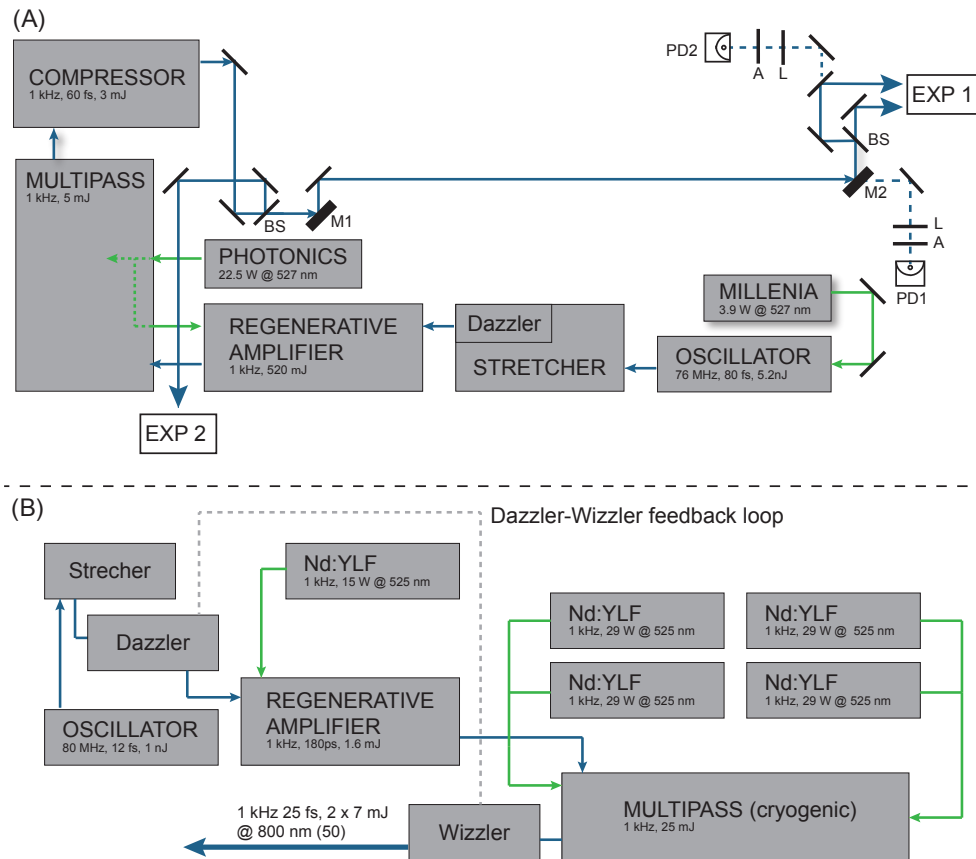 (A)
COMPRESSOR
1 kHz, 60 fs, 3 mJ
PD2
A
L
EXP 1
BS
MULTIPASS
1 kHz, 5 mJ
BS
M1
M2
L
A
PD1
PHOTONICS
22.5 W @ 527 nm
MILLENIA
3.9 W @ 527 nm
REGENERATIVE
AMPLIFIER
1 kHz, 520 mJ
Dazzler
STRETCHER
OSCILLATOR
76 MHz, 80 fs, 5.2nJ
EXP 2
(B)
Dazzler-Wizzler feedback loop
Strecher
Nd:YLF
1 kHz, 15 W @ 525 nm
Dazzler
Nd:YLF
1 kHz, 29 W @ 525 nm
Nd:YLF
1 kHz, 29 W @ 525 nm
Nd:YLF
1 kHz, 29 W @ 525 nm
Nd:YLF
1 kHz, 29 W @ 525 nm
OSCILLATOR
80 MHz, 12 fs, 1 nJ
REGENERATIVE
AMPLIFIER
1 kHz, 180ps, 1.6 mJ
MULTIPASS (cryogenic)
1 kHz, 25 mJ
1 kHz 25 fs, 2 x 7 mJ
@ 800 nm (50)
Wizzler